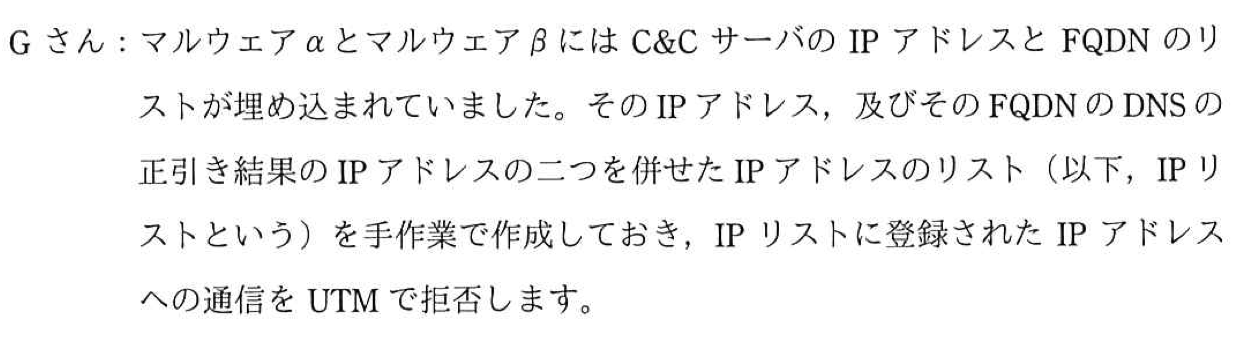 G さん：マルウェアαとマルウェアβには C&C サーバの IP アドレスと FQDN のリ
ストが埋め込まれていました。その IP アドレス，及びその FQDN の DNS の
正引き結果の IP アドレスの二つを併せた IP アドレスのリスト（以下，IP リ
ストという）を手作業で作成しておき，IP リストに登録された IP アドレス
への通信を UTM で拒否します。